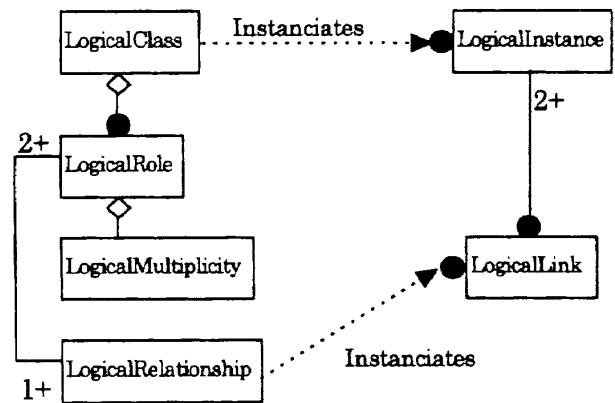 LogicalClass
Instanciates
LogicalInstance
2+
2+
LogicalRole
LogicalMultiplicity
LogicalLink
LogicalRelationship
Instanciates
1+